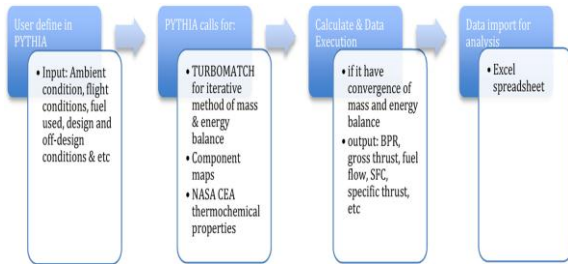 User define in
PYTHIA
• Input: Ambient
condition, flight
conditions, fuel
used, design and
off-design
conditions & etc
PYTHIA calls for:
• TURBOMATCH
for iterative
method of mass
& energy
balance
• Component
maps
• NASA CEA
thermochemical
properties
Calculate & Data
Execution
• if it have
convergence of
mass and energy
balance
• output: BPR,
gross thrust, fuel
flow, SFC,
specific thrust,
etc
Data import for
analysis
• Excel
spreadsheet